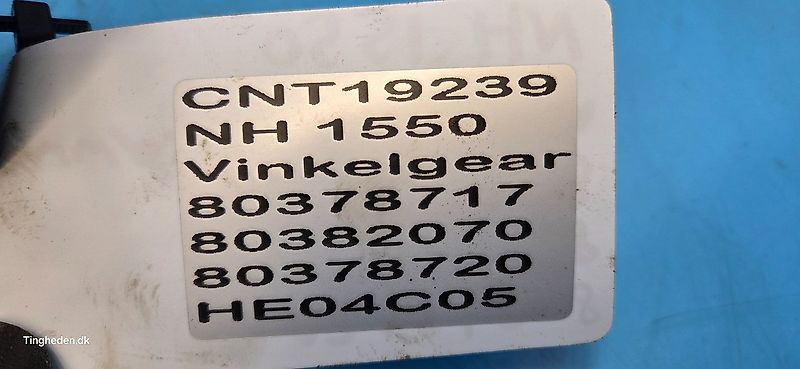 CNT19239
NH 1550
Vinkelgear
80378717
80382070
80378720
HE04C05
Tingheden.dk